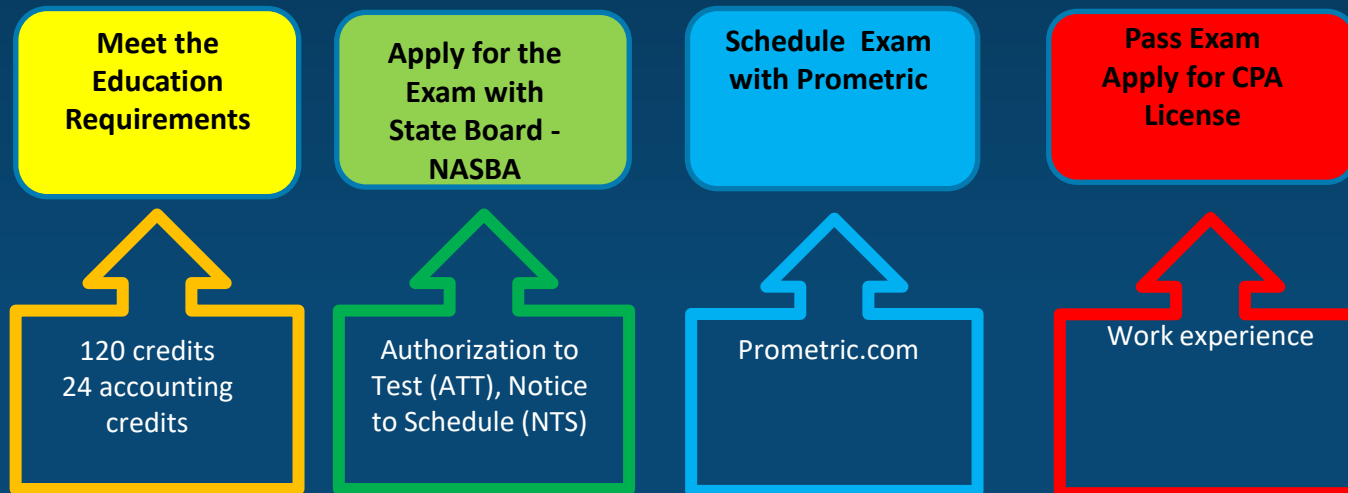 Meet the
Education
Requirements
Apply for the
Exam with
State Board -
NASBA
Schedule Exam
with Prometric
Pass Exam
Apply for CPA
License
120 credits
24 accounting
credits
Authorization to
Test (ATT), Notice
to Schedule (NTS)
Prometric.com
Work experience